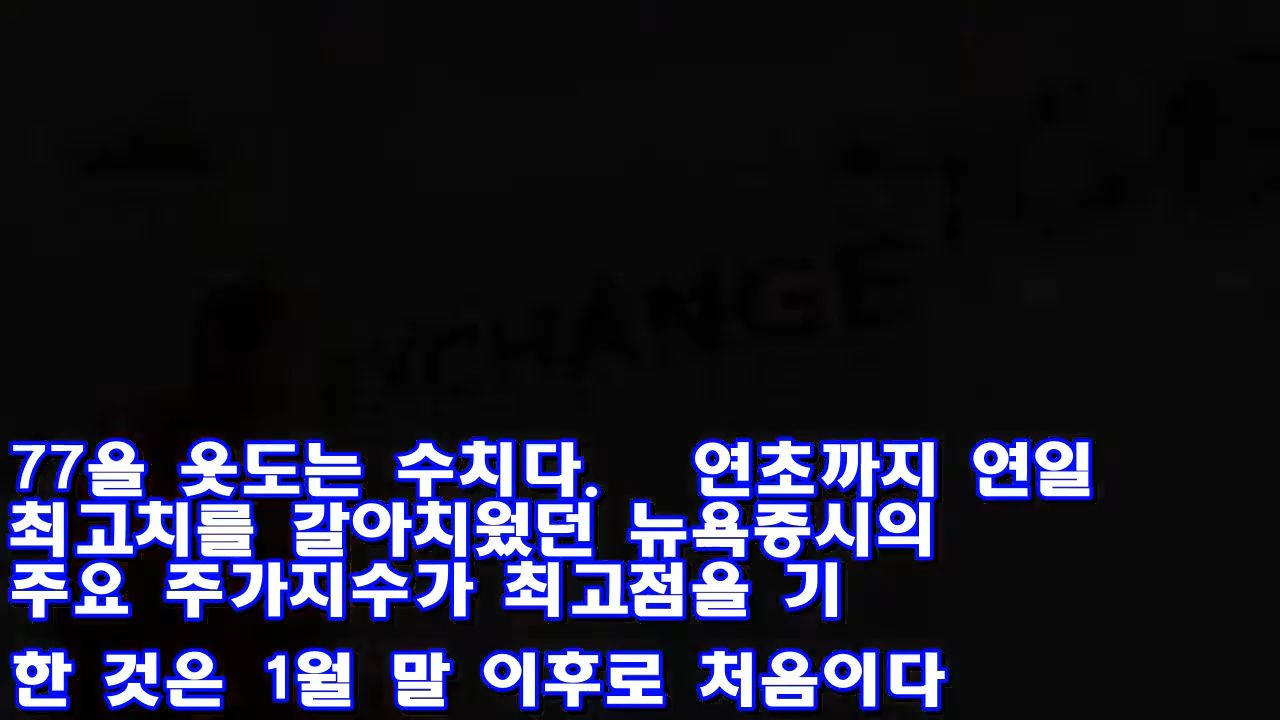 CHANGE
77을 웃도는 수치다. 연초까지 연일
최고치를 갈아치웠던 뉴욕증시의
주요 주가지수가 최고점을 기
한 것은 1월 말 이후로 처음이다